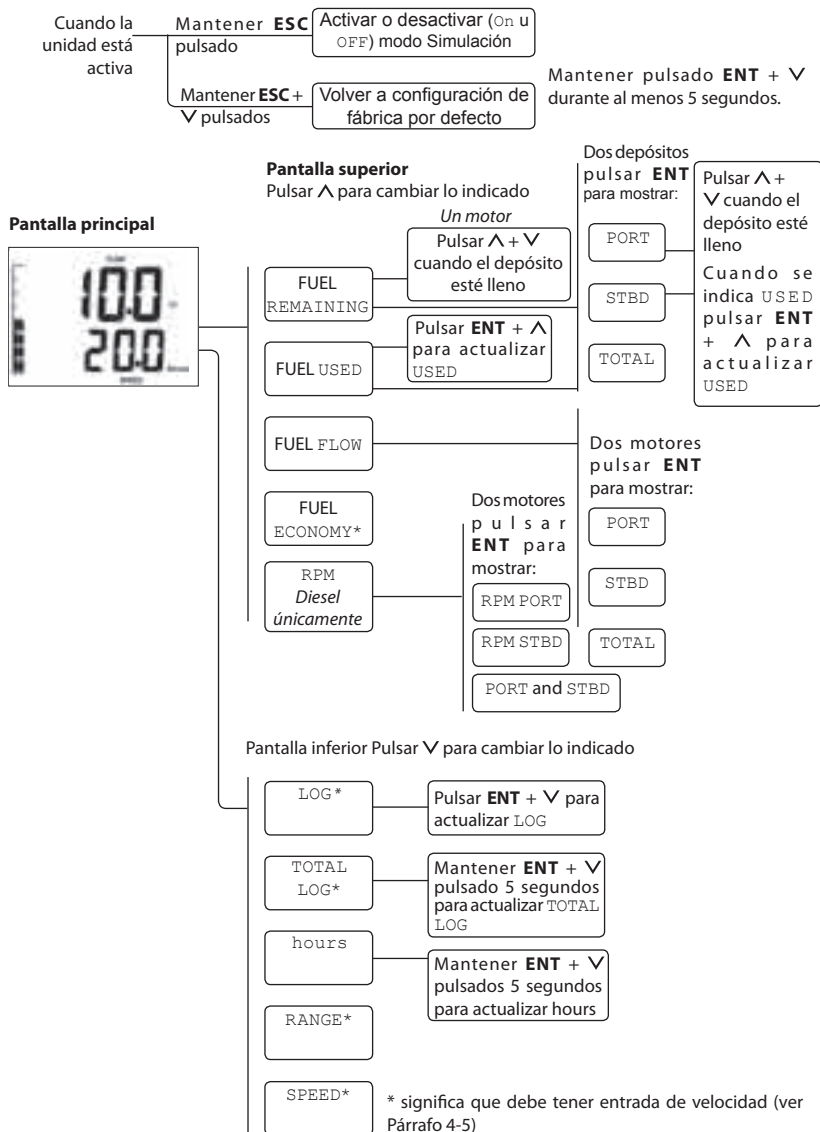 Cuando la
unidad está
activa
Mantener ESC
pulsado
Activar o desactivar (On u
OFF) modo Simulación
Mantener ESC +
V pulsados
Volver a configuración de
fábrica por defecto
Mantener pulsado ENT + V
durante al menos 5 segundos.
Pantalla principal
10.0
20.0
Pantalla superior
Pulsar Λ para cambiar lo indicado
Un motor
FUEL
REMAINING
Pulsar Λ + V
cuando el depósito
esté lleno
FUEL USED
Pulsar ENT + Λ
para actualizar
USED
FUEL FLOW
FUEL
ECONOMY*
RPM
Diesel
únicamente
Dos depósitos
pulsar ENT
para mostrar:
PORT
STBD
TOTAL
Pulsar Λ +
V cuando el
depósito esté
lleno
Cuando se
indica USED
pulsar ENT
+ Λ para
actualizar
USED
Dos motores
pulsar ENT
para mostrar:
PORT
STBD
TOTAL
Dos motores
pulsar
ENT para
mostrar:
RPM PORT
RPM STBD
PORT and STBD
Pantalla inferior Pulsar V para cambiar lo indicado
LOG*
Pulsar ENT + V para
actualizar LOG
TOTAL
LOG*
Mantener ENT + V
pulsado 5 segundos
para actualizar TOTAL
LOG
hours
Mantener ENT + V
pulsados 5 segundos
para actualizar hours
RANGE*
SPEED*
* significa que debe tener entrada de velocidad (ver
Párrafo 4-5)